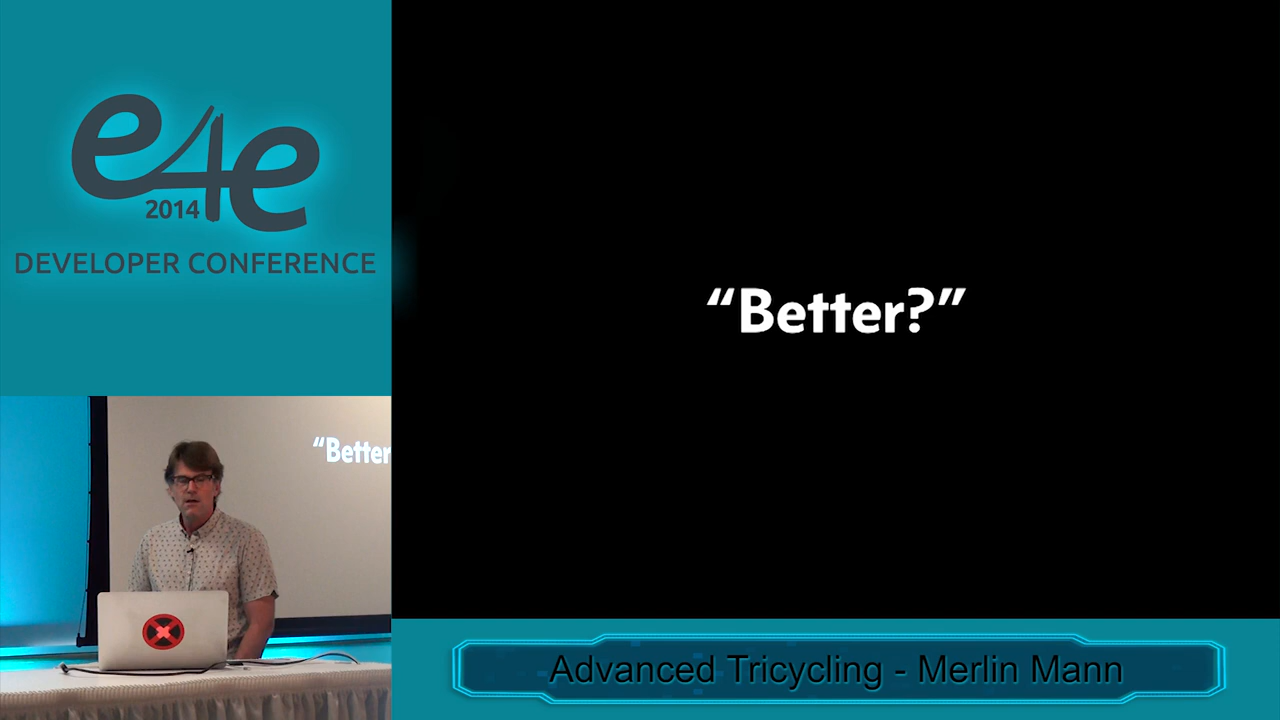 e4e
2014
DEVELOPER CONFERENCE
“Better?”
“Better
Advanced Tricycling - Merlin Mann